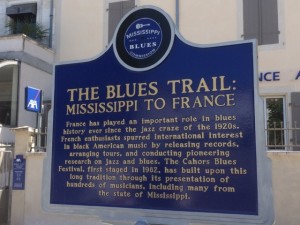 MISSISSIPPI
BLUES
COMMISSION
THE BLUES TRAIL:
MISSISSIPPI TO FRANCE
France has played an important role in blues
history ever since the jazz craze of the 1920s.
French enthusiasts spurred international interest
in black American music by releasing records,
arranging tours, and conducting pioneering
research on jazz and blues. The Cahors Blues
Festival, first staged in 1982, has built upon this
long tradition through its presentation of
hundreds of musicians, including many from
the state of Mississippi.
AXA
ANCE A